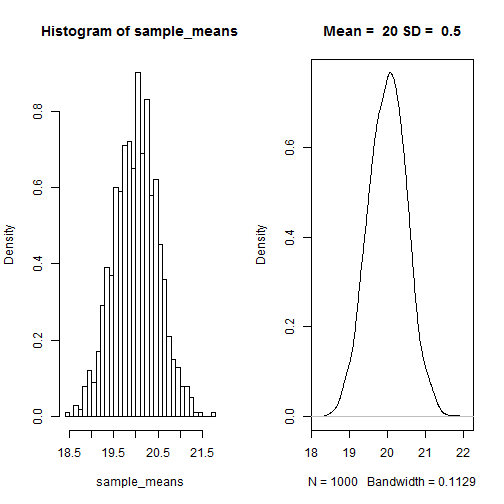 Histogram of sample_means
Density
0.0 0.2 0.4 0.6 0.8
18.5 19.5 20.5 21.5
sample_means
Mean =  20 SD =  0.5
Density
0.0 0.2 0.4 0.6
18 19 20 21 22
N = 1000   Bandwidth = 0.1129